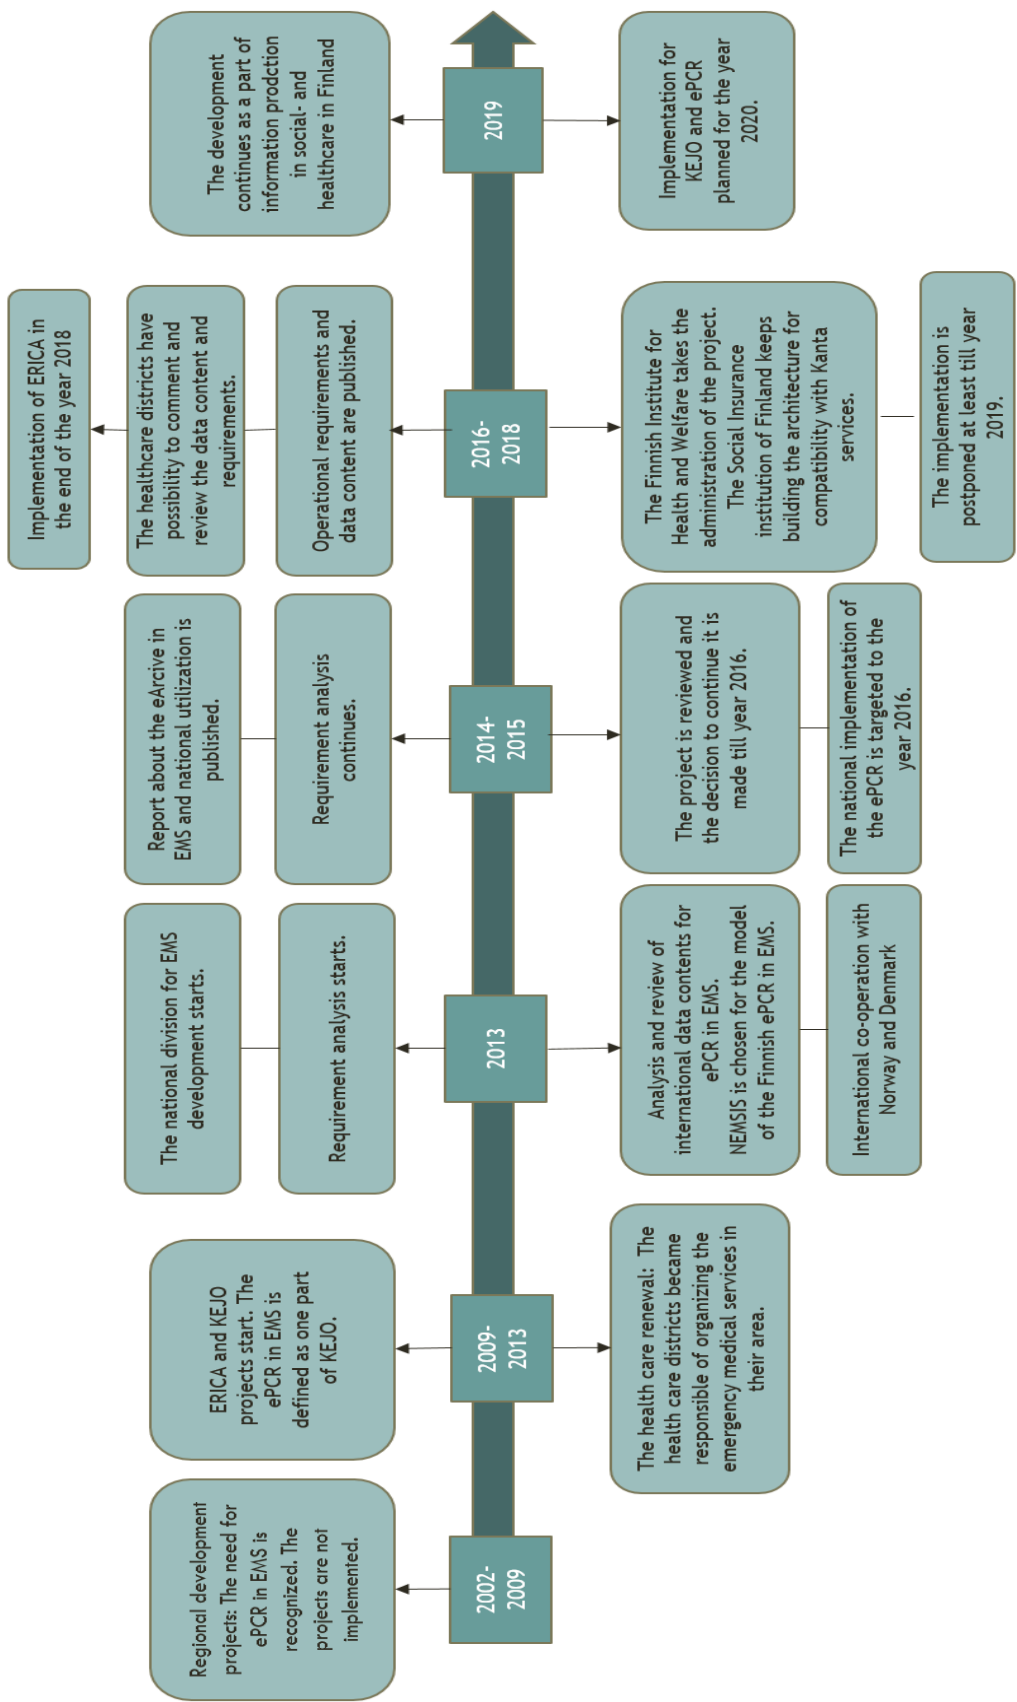 Regional development
projects: The need for
ePCR in EMS is
recognized. The
projects are not
implemented.
2002-
2009
ERICA and KEJO
projects start. The
ePCR in EMS is
defined as one part
of KEJO.
2009-
2013
The health care renewal: The
health care districts became
responsible of organizing the
emergency medical services in
their area.
The national division for EMS
development starts.
Requirement analysis starts.
2013
Analysis and review of
international data contents for
ePCR in EMS.
NEMSIS is chosen for the model
of the Finnish ePCR in EMS.
International co-operation with
Norway and Denmark
Report about the eArcive in
EMS and national utilization is
published.
Requirement analysis
continues.
2014-
2015
The project is reviewed and
the decision to continue it is
made till year 2016.
The national implementation of
the ePCR is targeted to the
year 2016.
Implementation of ERICA in
the end of the year 2018
The healthcare districts have
possibility to comment and
review the data content and
requirements.
Operational requirements and
data content are published.
2016-
2018
The Finnish Institute for
Health and Welfare takes the
administration of the project.
The Social Insurance
institution of Finland keeps
building the architecture for
compatibility with Kanta
services.
The implementation is
postponed at least till year
2019.
The development
continues as a part of
information prodction
in social- and
healthcare in Finland
2019
Implementation for
KEJO and ePCR
planned for the year
2020.